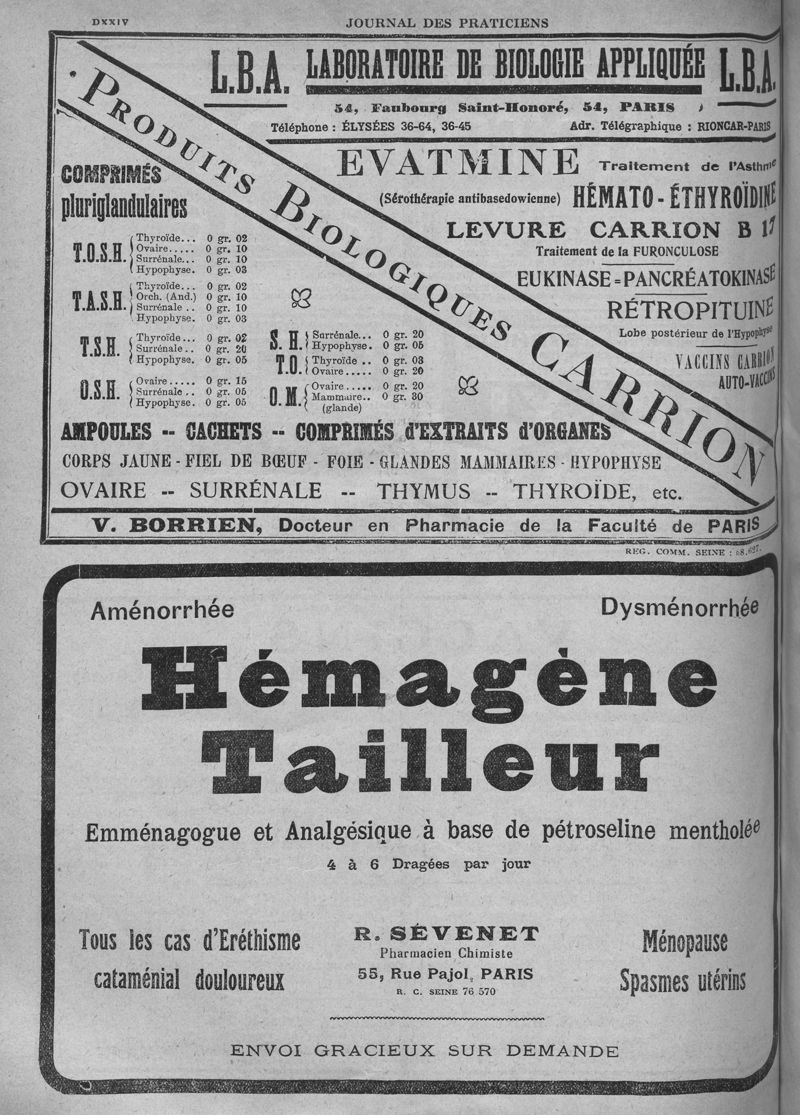 DXXIV
JOURNAL DES PRATICIENS
L.B.A. LABORATOIRE DE BIOLOGIE APPLIQUÉE L.B.A.
54, Faubourg Saint-Honoré, 54, PARIS
Téléphone : ÉLYSÉES 36-64, 36-45
Adr. Télégraphique : RIONCAR-PARIS
PRODUITS BIOLOGIQUES CARRION
EVATMINE Traitement de l'Asthme
(Sérothérapie antibasedowienne) HÉMATO-ÉTHYROÏDINE
LEVURE CARRION B 17
Traitement de la FURONCULOSE
EUKINASE=PANCRÉATOKINASE
RÉTROPITUINE
Lobe postérieur de l'Hypophyse
VACCINS CARRION
AUTO-VACCINS
COMPRIMÉS
pluriglandulaires
T.O.S.H.
Thyroïde... 0 gr. 02
Ovaire..... 0 gr. 10
Surrénale.. 0 gr. 10
Hypophyse. 0 gr. 03
T.A.S.H.
Thyroïde... 0 gr. 02
Orch. (And.) 0 gr. 10
Surrénale .. 0 gr. 10
Hypophyse. 0 gr. 03
T.S.H.
Thyroïde... 0 gr. 02
Surrénale.. 0 gr. 20
Hypophyse. 0 gr. 05
O.S.H.
Ovaire..... 0 gr. 15
Surrénale .. 0 gr. 05
Hypophyse. 0 gr. 05
S. H.
Surrénale... 0 gr. 20
Hypophyse. 0 gr. 05
T.O.
Thyroïde .. 0 gr. 03
Ovaire..... 0 gr. 20
O. M.
Ovaire..... 0 gr. 20
Mammaire.. 0 gr. 30
(glande)
AMPOULES -- CACHETS -- COMPRIMÉS d'EXTRAITS d'ORGANES
CORPS JAUNE - FIEL DE BŒUF - FOIE - GLANDES MAMMAIRES - HYPOPHYSE
OVAIRE -- SURRÉNALE -- THYMUS -- THYROÏDE, etc.
V. BORRIEN, Docteur en Pharmacie de la Faculté de PARIS
REG. COMM. SEINE :
Aménorrhée
Dysménorrhée
Hémagène
Tailleur
Emménagogue et Analgésique à base de pétroseline mentholée
4 à 6 Dragées par jour
Tous les cas d'Eréthisme
cataménial douloureux
R. SÉVENET
Pharmacien Chimiste
55, Rue Pajol, PARIS
R. C. SEINE 76 570
Ménopause
Spasmes utérins
ENVOI GRACIEUX SUR DEMANDE